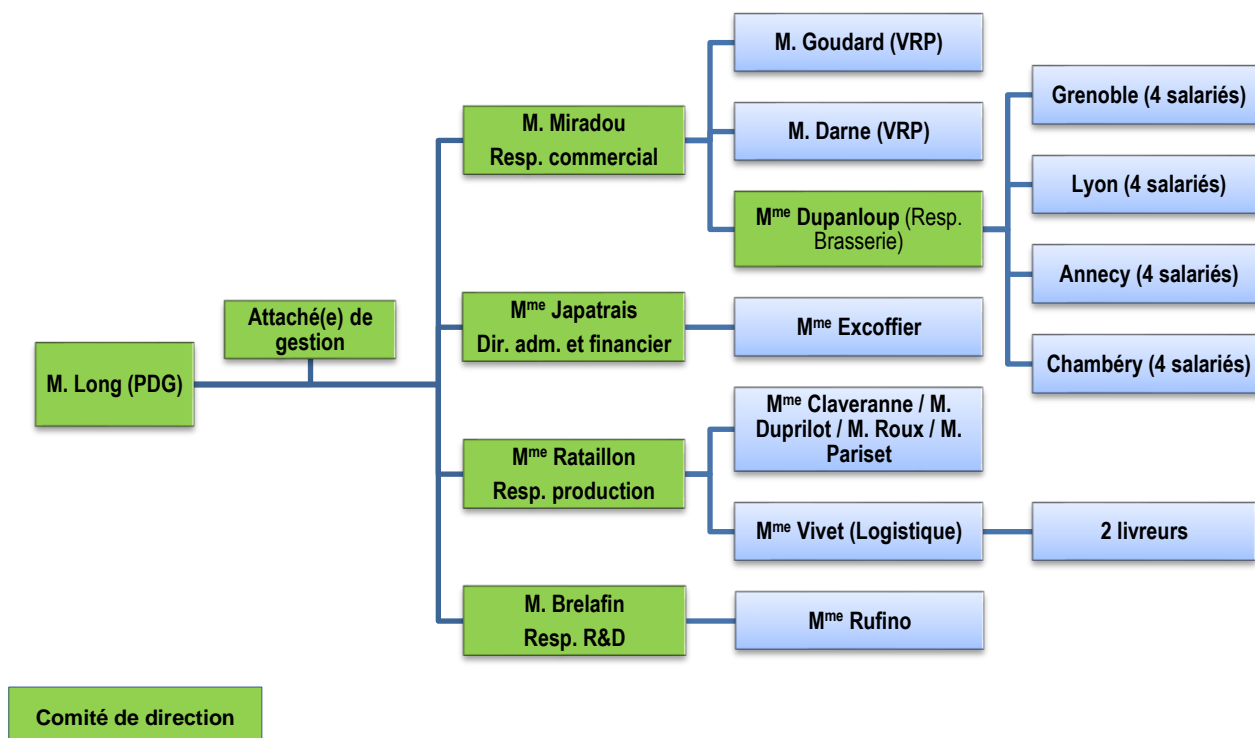 M. Goudard (VRP)
Grenoble (4 salariés)
M. Miradou
Resp. commercial
M. Darne (VRP)
Lyon (4 salariés)
Mme Dupanloup (Resp.
Brasserie)
Annecy (4 salariés)
Attaché(e) de
gestion
Mme Japatrais
Dir. adm. et financier
Mme Excoffier
Chambéry (4 salariés)
M. Long (PDG)
Mme Claveranne / M.
Duprilot / M. Roux / M.
Pariset
Mme Rataillon
Resp. production
Mme Vivet (Logistique)
2 livreurs
M. Brelafin
Resp. R&D
Mme Rufino
Comité de direction